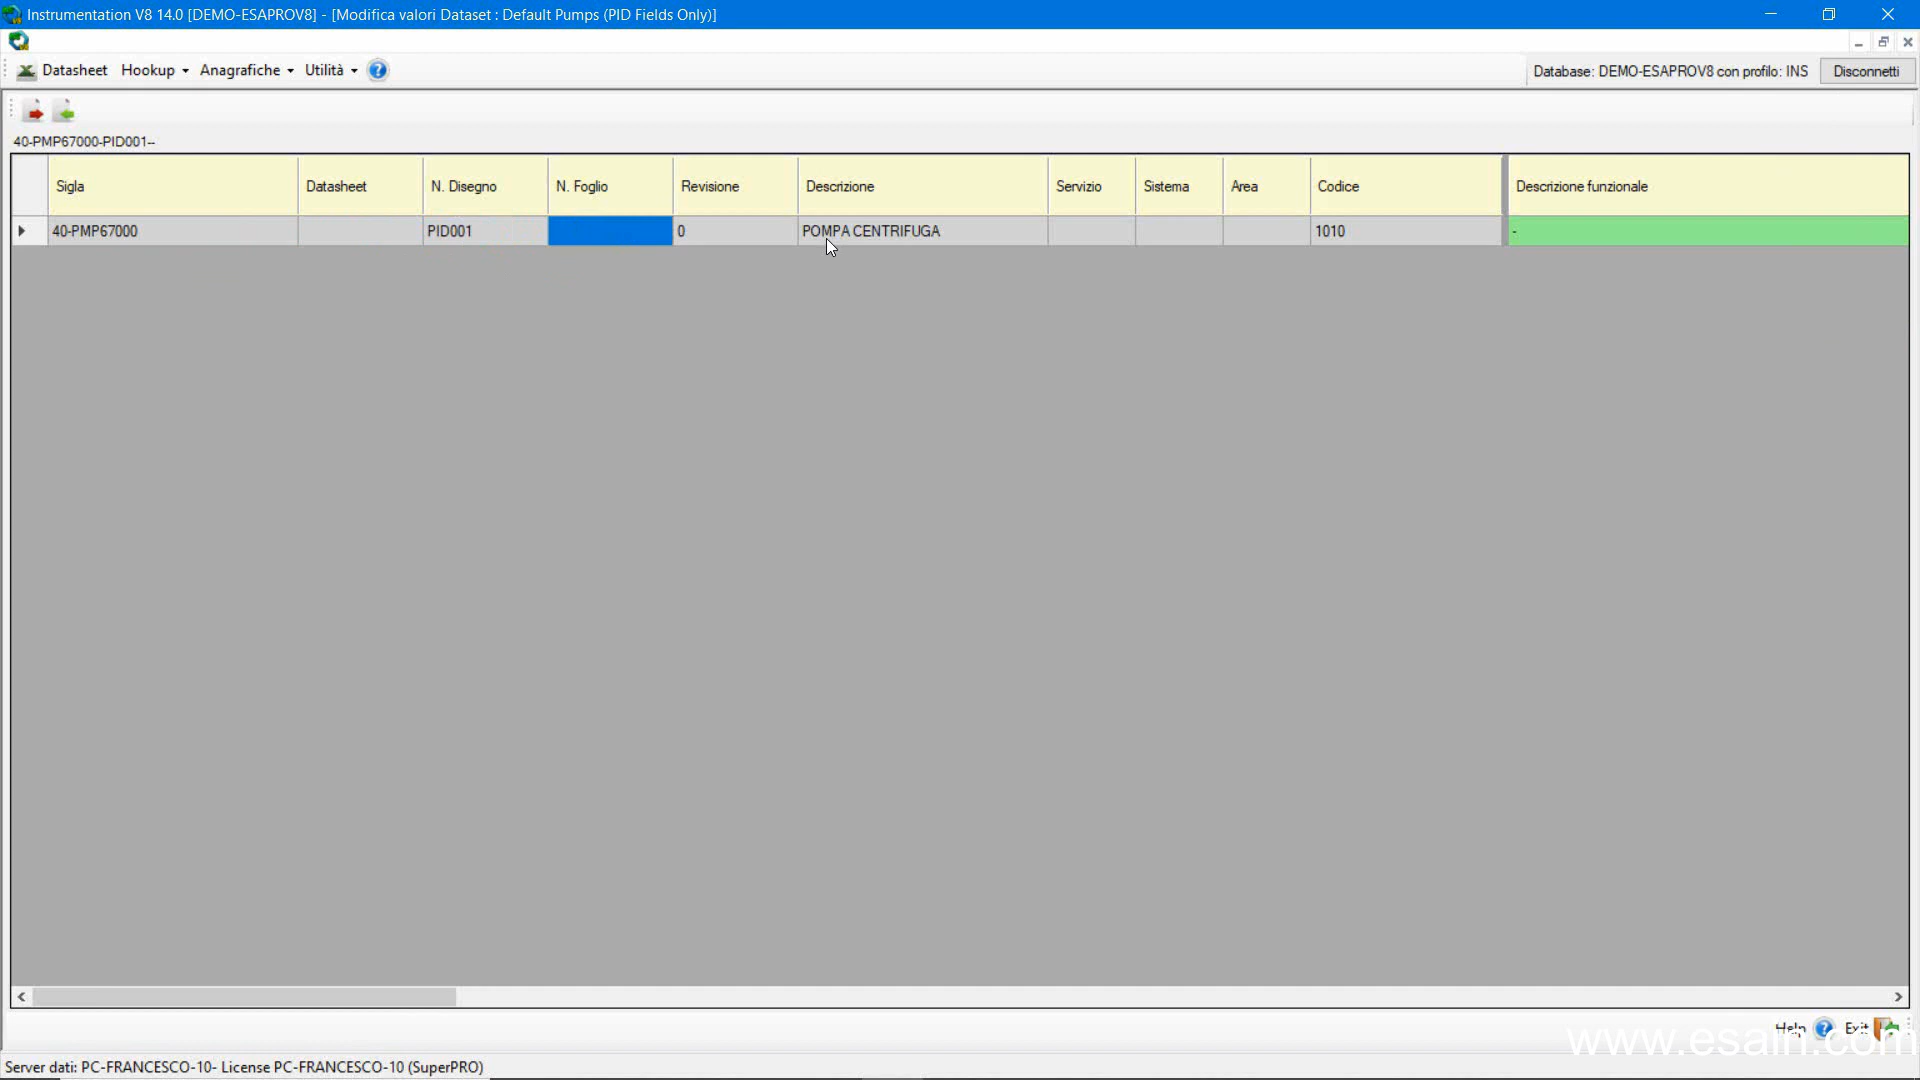 Instrumentation V8 14.0 [DEMO-ESAPROV8] - [Modifica valori Dataset : Default Pumps (PID Fields Only)]
Datasheet Hookup Anagrafiche Utilità Database: DEMO-ESAPROV8 con profilo: INS Disconnetti
40-PMP67000-PID001--
Sigla Datasheet N. Disegno N. Foglio Revisione Descrizione Servizio Sistema Area Codice Descrizione funzionale
40-PMP67000 PID001 0 POMPA CENTRIFUGA 1010 -
Help Exit
www.esain.com
Server dati: PC-FRANCESCO-10- License PC-FRANCESCO-10 (SuperPRO)